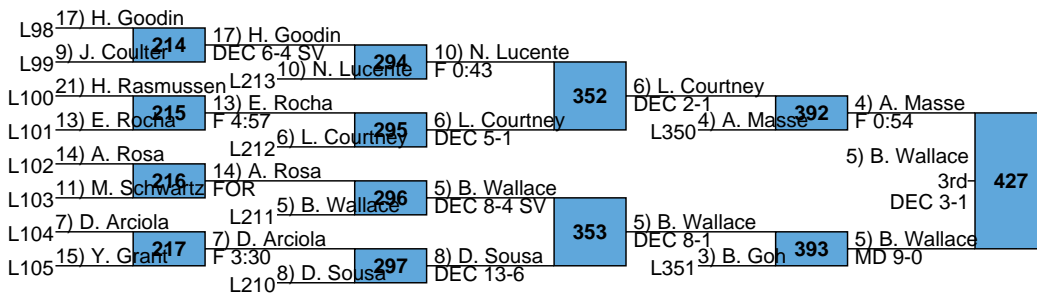 17) H. Goodin
L98
214
17) H. Goodin
9) J. Coulter
DEC 6-4 SV
L99
294
10) N. Lucente
10) N. Lucente
F 0:43
L213
21) H. Rasmussen
L100
352
6) L. Courtney
215
13) E. Rocha
DEC 2-1
392
4) A. Masse
13) E. Rocha
F 4:57
L101
295
6) L. Courtney
4) A. Masse
F 0:54
L350
6) L. Courtney
DEC 5-1
L212
14) A. Rosa
L102
5) B. Wallace
216
14) A. Rosa
3rd
427
11) M. Schwartz
FOR
DEC 3-1
L103
296
5) B. Wallace
5) B. Wallace
DEC 8-4 SV
L211
7) D. Arciola
L104
353
5) B. Wallace
217
7) D. Arciola
DEC 8-1
393
5) B. Wallace
15) Y. Grant
F 3:30
L105
297
8) D. Sousa
3) B. Goh
MD 9-0
L351
8) D. Sousa
DEC 13-6
L210